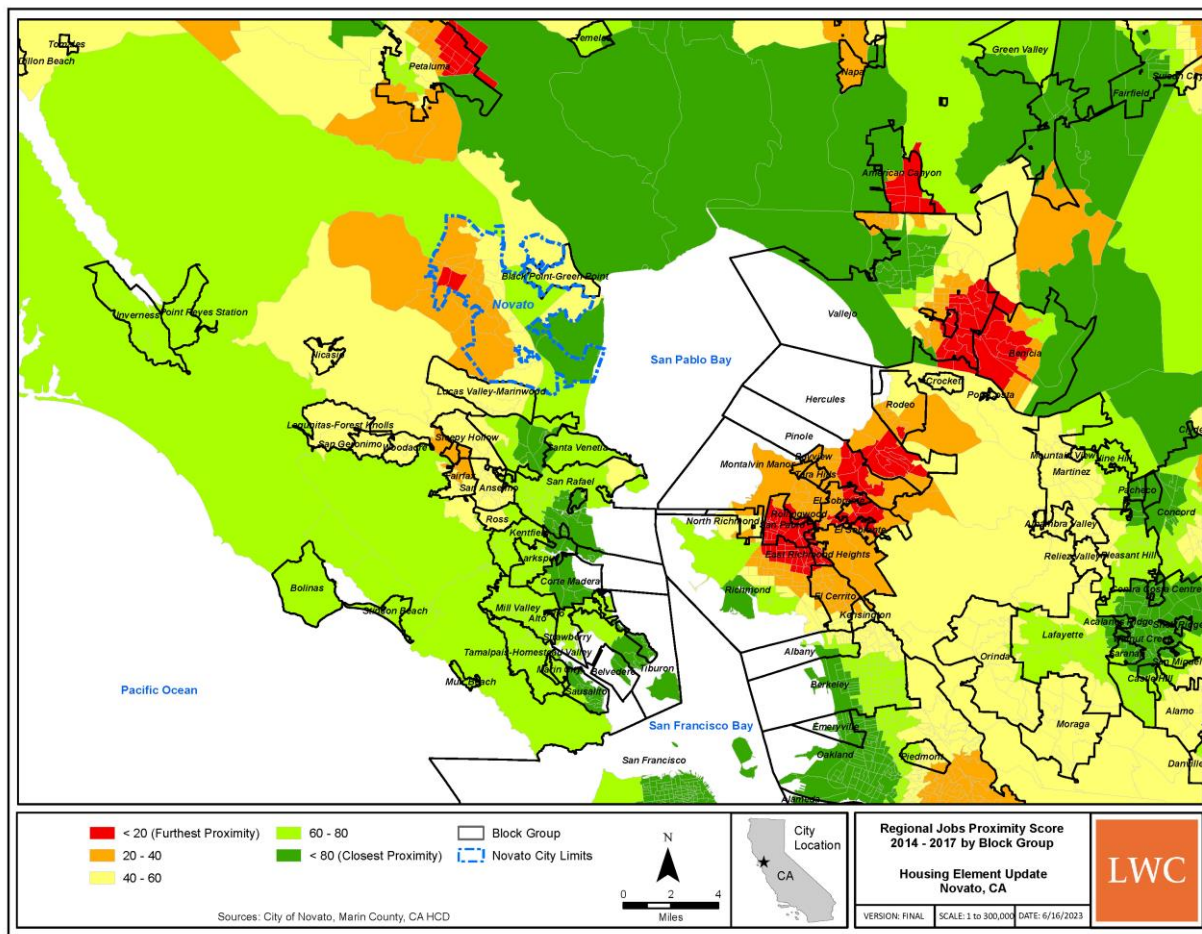 Tomales
Dillon Beach
Petaluma
Temelec
Napa
Green Valley
Suisun City
Fairfield
American Canyon
Black Point-Green Point
Novato
Inverness
Point Reyes Station
Nicasio
Vallejo
San Pablo Bay
Benicia
Lucas Valley-Marinwood
Crockett
Port Costa
Hercules
Rodeo
Lagunitas-Forest Knolls
San Geronimo
Woodacre
Sleepy Hollow
Santa Venetia
Pinole
Bayview
Montalvin Manor
Tara Hills
Mountain View
Vine Hill
Martinez
Fairfax
San Anselmo
San Rafael
El Sobrante
Pacheco
Ross
North Richmond
Rollingwood
San Pablo
El Sobrante
Concord
Alhambra Valley
Kentfield
Larkspur
East Richmond Heights
Reliez Valley
Pleasant Hill
Bolinas
Stinson Beach
Corte Madera
Richmond
El Cerrito
Kensington
Contra Costa Centre
Mill Valley
Alto
Acalanes Ridge
Strawberry
Lafayette
Walnut Creek
Saranap
Tamalpais-Homestead Valley
Albany
Orinda
San Miguel
Marin City
Belvedere
Tiburon
Muir Beach
Sausalito
Berkeley
Castle Hill
Pacific Ocean
Alamo
San Francisco Bay
Emeryville
Moraga
San Francisco
Oakland
Piedmont
Danville
Alameda
< 20 (Furthest Proximity)
20 - 40
40 - 60
60 - 80
< 80 (Closest Proximity)
Block Group
Novato City Limits
Sources: City of Novato, Marin County, CA HCD
N
0 2 4
Miles
City
Location
CA
Regional Jobs Proximity Score
2014 - 2017 by Block Group
Housing Element Update
Novato, CA
VERSION: FINAL
SCALE: 1 to 300,000
DATE: 6/16/2023
LWC